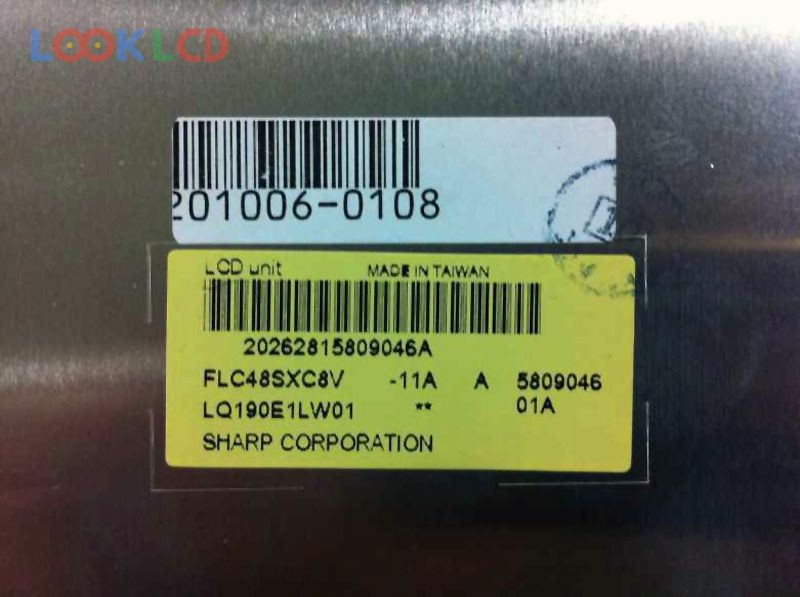 LOOKLCD
201006-0108
LCD unit MADE IN TAIWAN
20262815809046A
FLC48SXC8V -11A A 5809046
LQ190E1LW01 ** 01A
SHARP CORPORATION